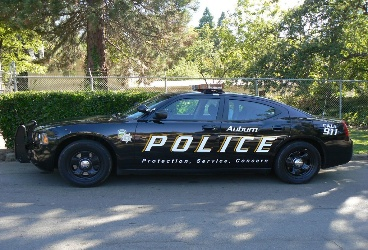 Auburn
CALL
911
POLICE
Protection, Service, Concern